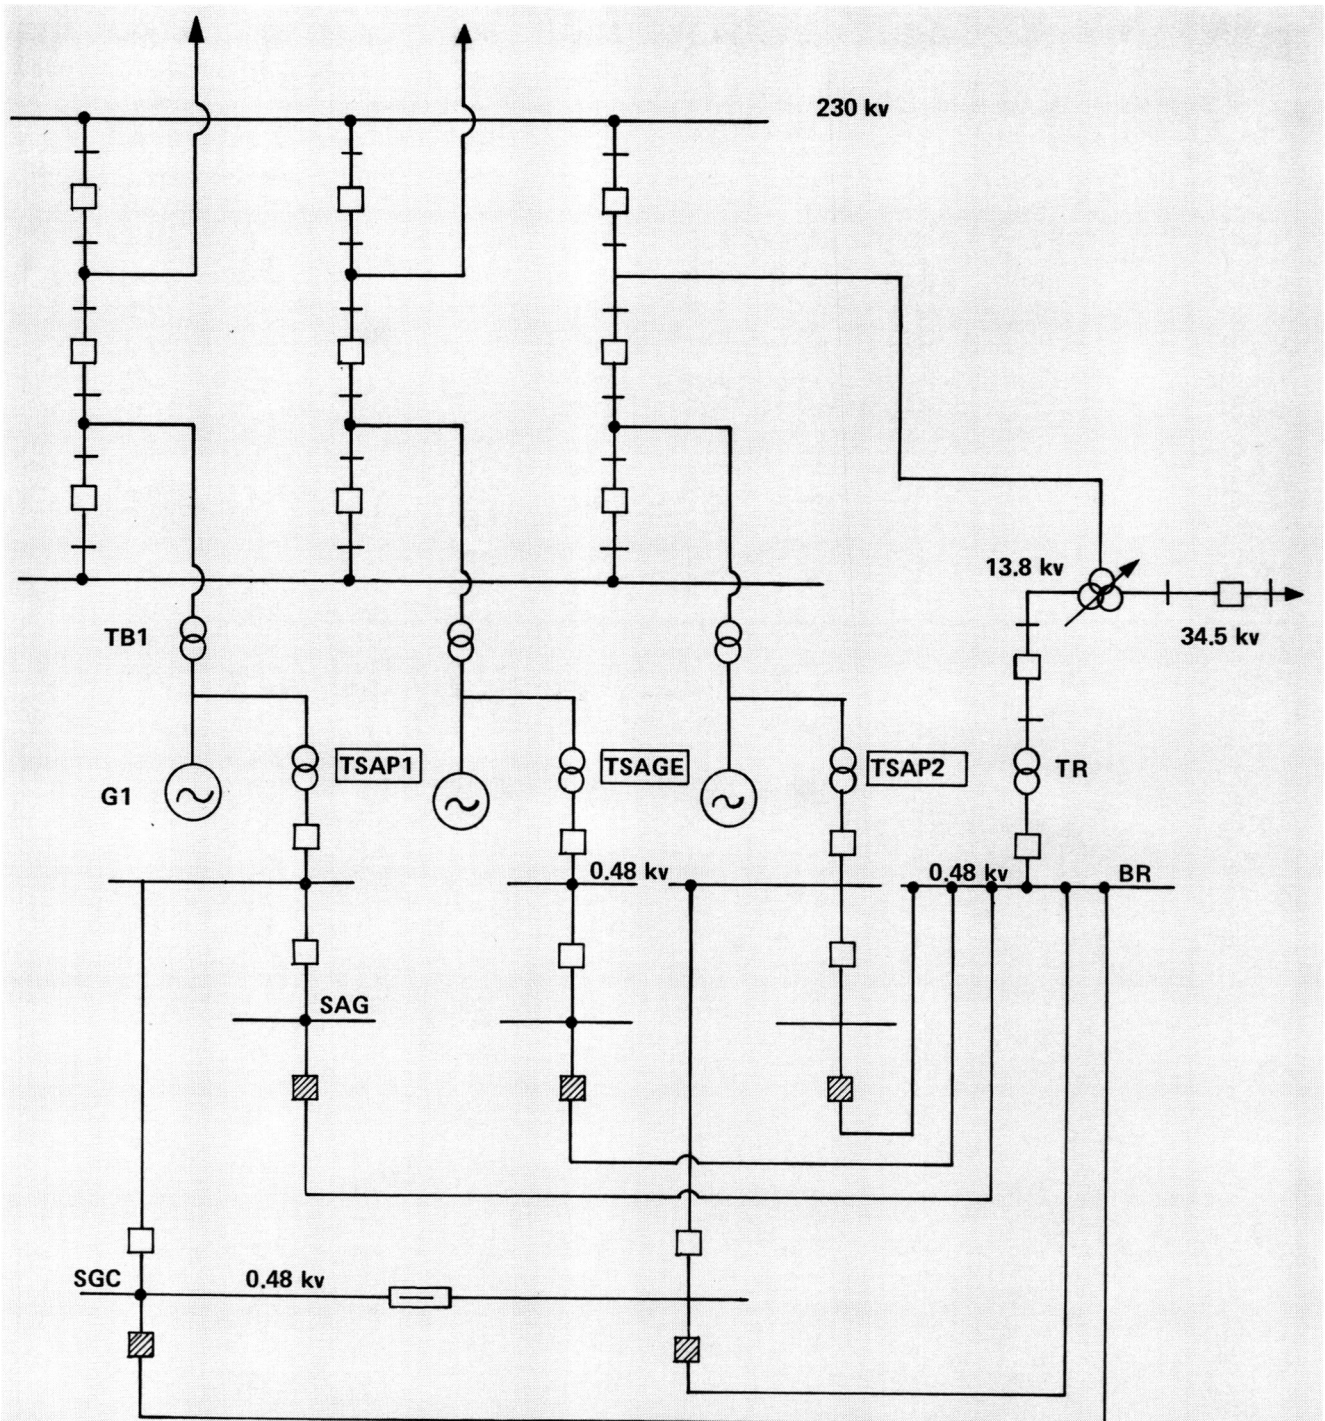 230 kv
13.8 kv
34.5 kv
TB1
TSAP1
TSAGE
TSAP2
TR
G1
0.48 kv
0.48 kv
BR
SAG
SGC
0.48 kv